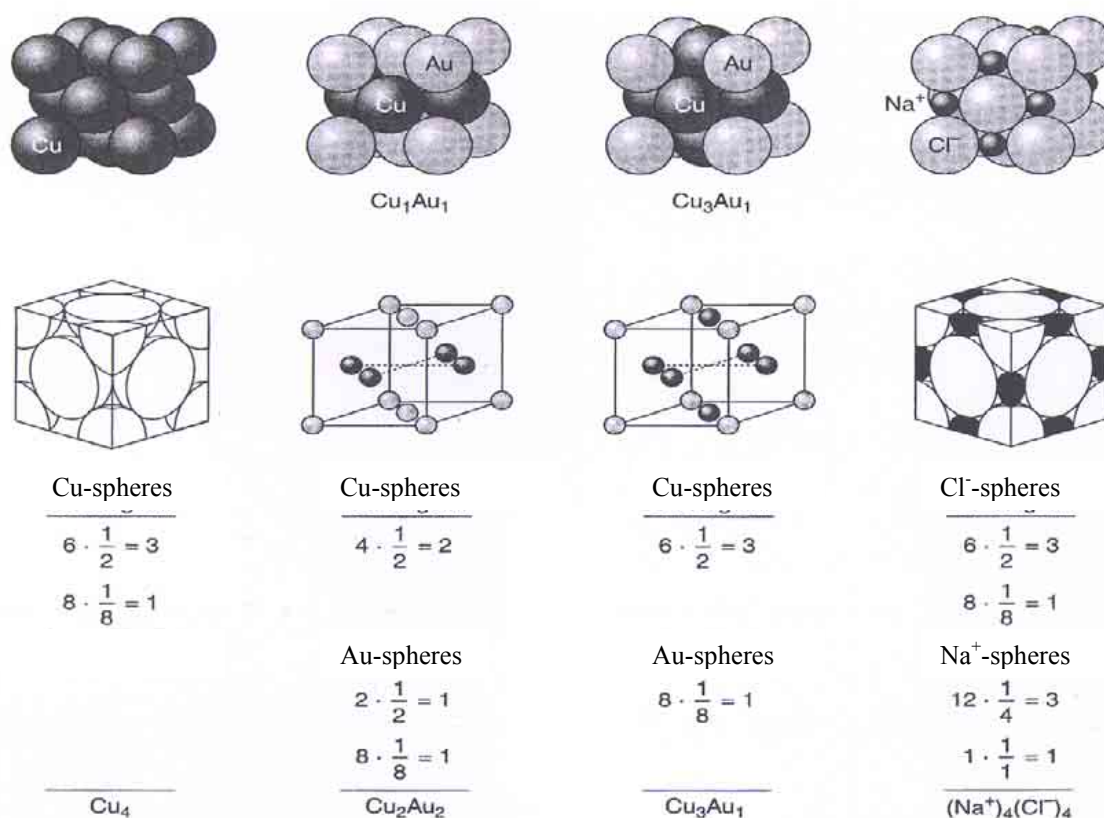 Cu
Au
Cu
Cu₁Au₁
Au
Cu
Cu₃Au₁
Na⁺
Cl⁻
Cu-spheres
6 · 1/2 = 3
8 · 1/8 = 1
Cu₄
Cu-spheres
4 · 1/2 = 2
Au-spheres
2 · 1/2 = 1
8 · 1/8 = 1
Cu₂Au₂
Cu-spheres
6 · 1/2 = 3
Au-spheres
8 · 1/8 = 1
Cu₃Au₁
Cl⁻-spheres
6 · 1/2 = 3
8 · 1/8 = 1
Na⁺-spheres
12 · 1/4 = 3
1 · 1/1 = 1
(Na⁺)₄(Cl⁻)₄